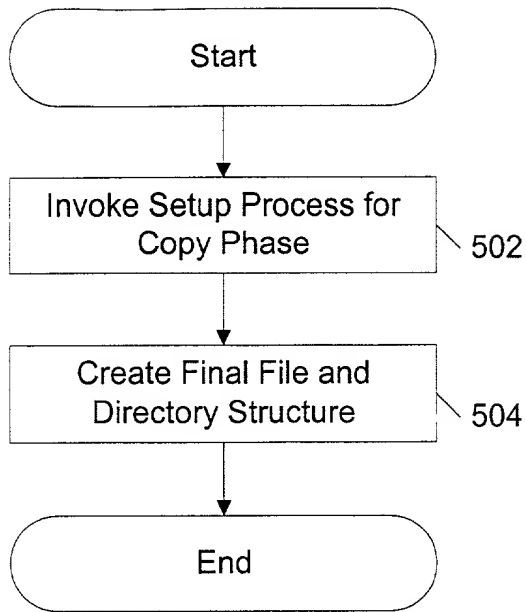 Start
Invoke Setup Process for
Copy Phase
502
Create Final File and
Directory Structure
504
End